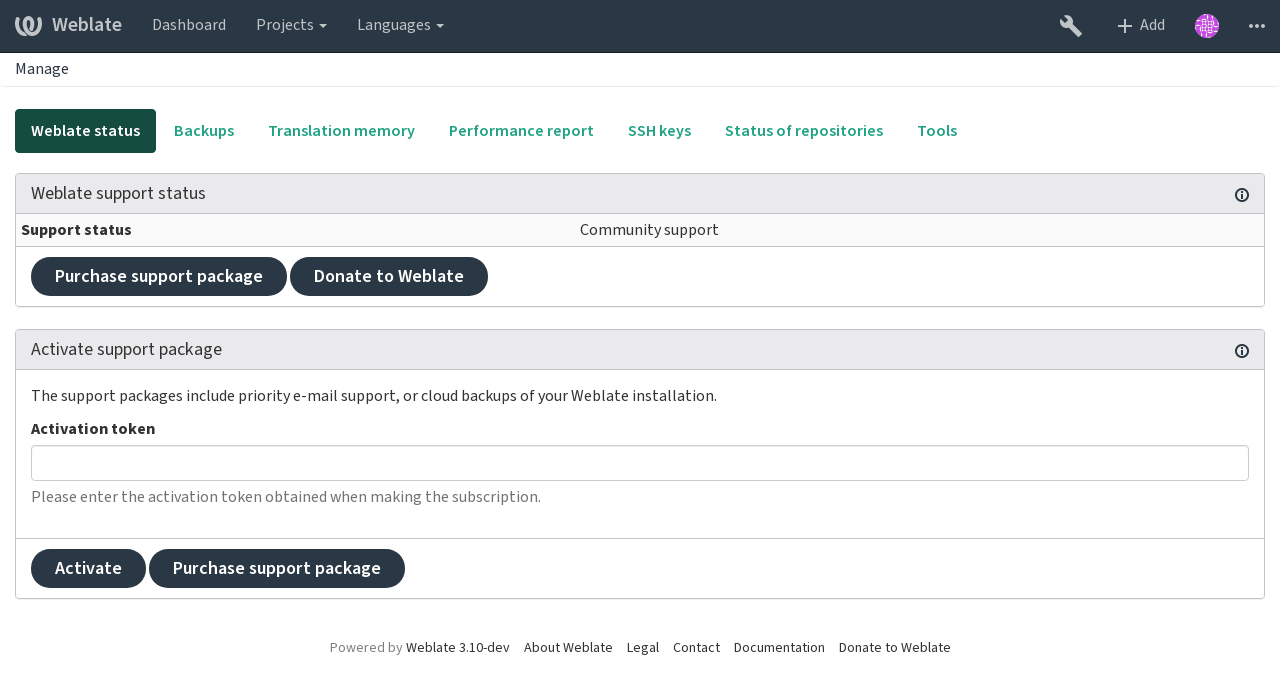 Weblate Dashboard Projects Languages Add
Manage
Weblate status Backups Translation memory Performance report SSH keys Status of repositories Tools
Weblate support status
Support status Community support
Purchase support package Donate to Weblate
Activate support package
The support packages include priority e-mail support, or cloud backups of your Weblate installation.
Activation token
Please enter the activation token obtained when making the subscription.
Activate Purchase support package
Powered by Weblate 3.10-dev About Weblate Legal Contact Documentation Donate to Weblate